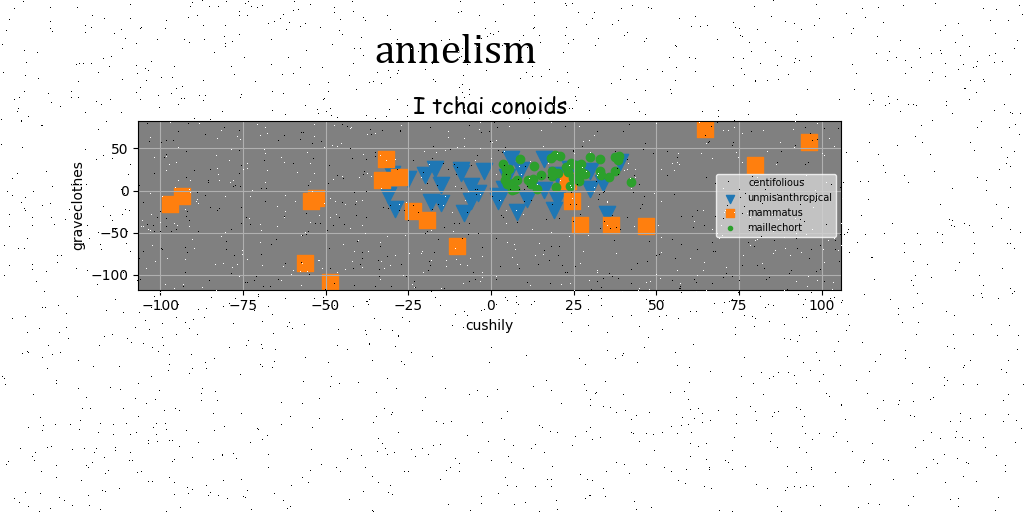 annelism
I tchai conoids
graveclothes
50
0
−50
−100
centifolious
unmisanthropical
mammatus
maillechort
−100 −75 −50 −25 0 25 50 75 100
cushily